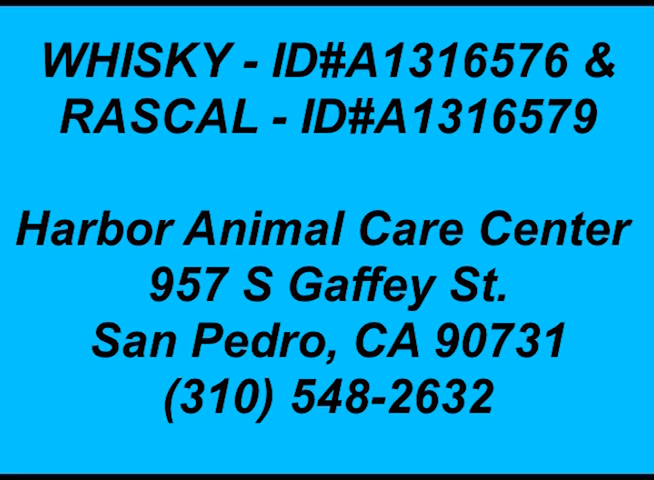 WHISKY - ID#A1316576 &
RASCAL - ID#A1316579
Harbor Animal Care Center
957 S Gaffey St.
San Pedro, CA 90731
(310) 548-2632